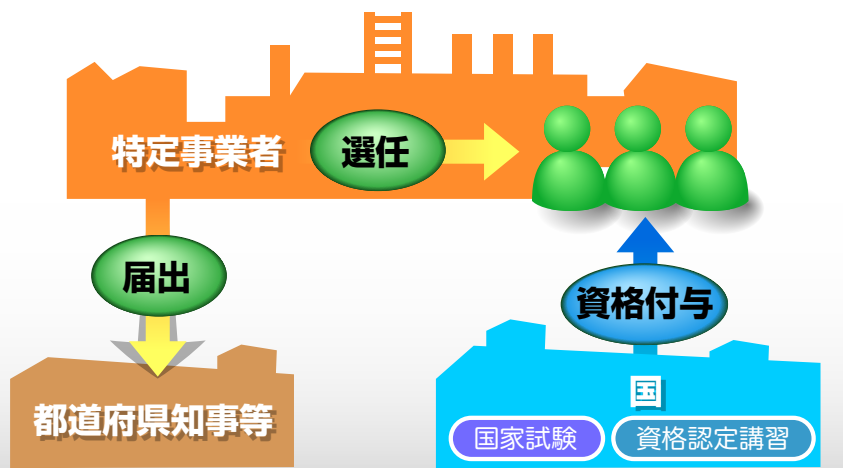 特定事業者
選任
届出
資格付与
都道府県知事等
国
国家試験
資格認定講習